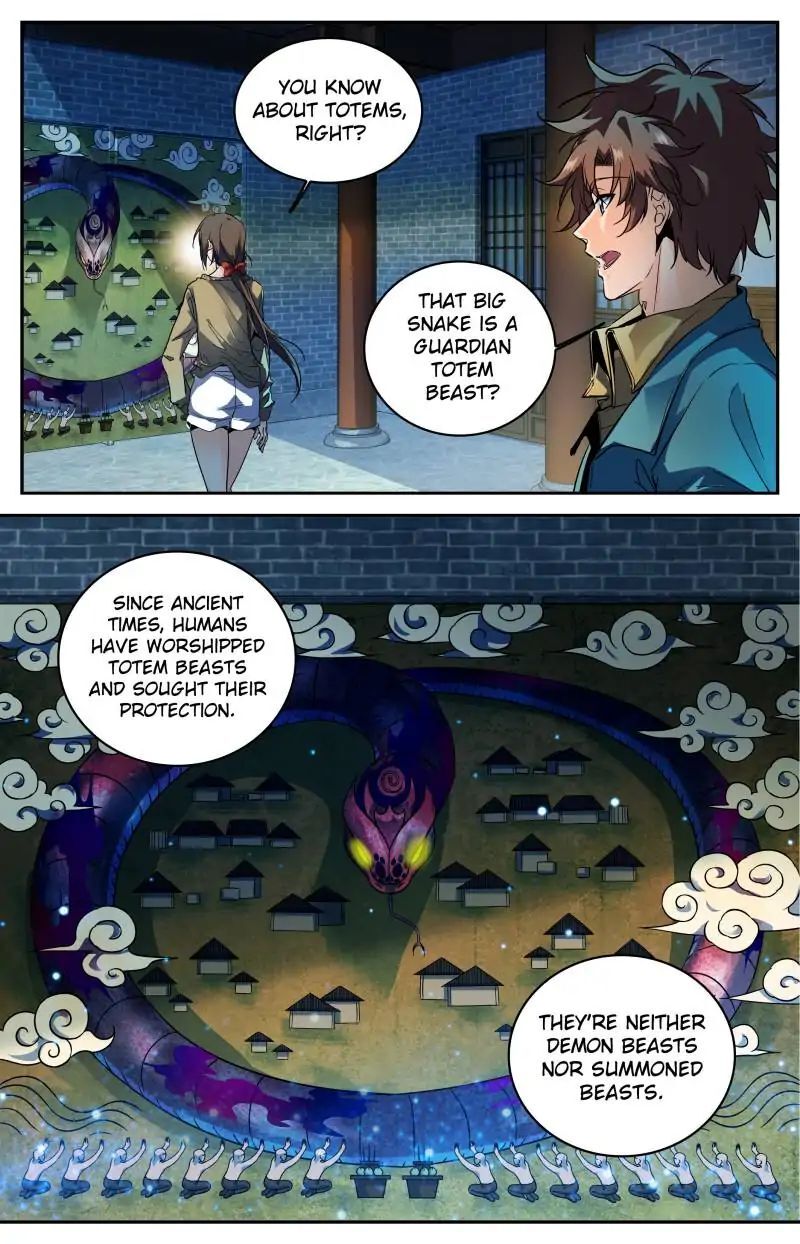 YOU KNOW
ABOUT TOTEMS,
RIGHT?
THAT BIG
SNAKE IS A
GUARDIAN
TOTEM
BEAST?
SINCE ANCIENT
TIMES, HUMANS
HAVE WORSHIPPED
TOTEM BEASTS
AND SOUGHT THEIR
PROTECTION.
THEY'RE NEITHER
DEMON BEASTS
NOR SUMMONED
BEASTS.